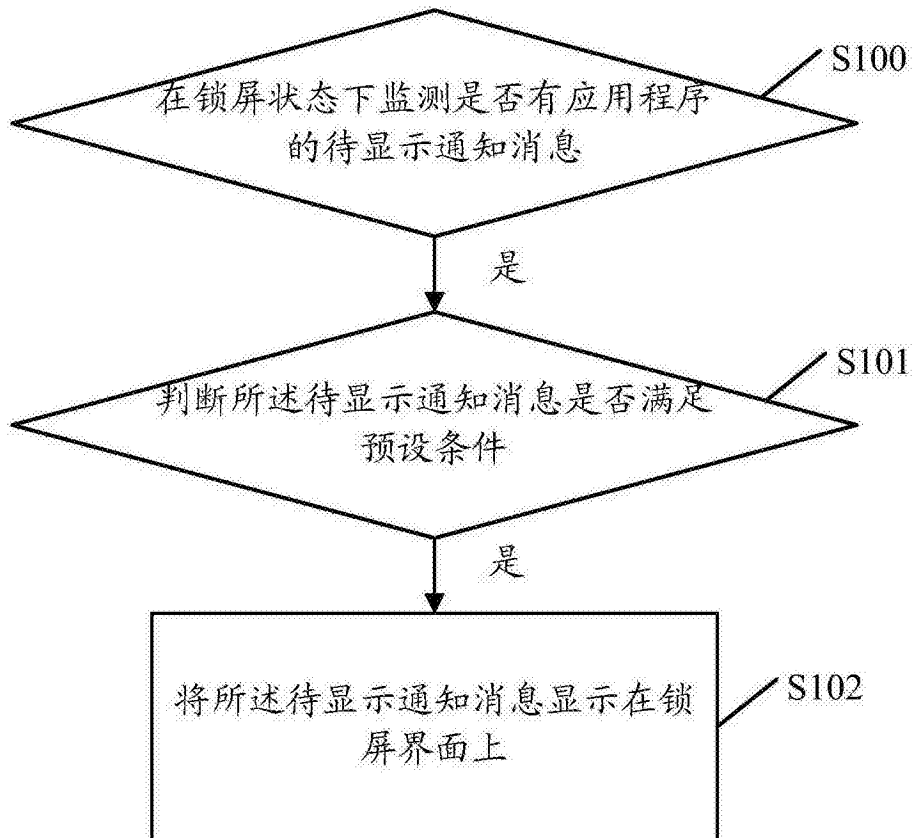 S100
在锁屏状态下监测是否有应用程序
的待显示通知消息
是
S101
判断所述待显示通知消息是否满足
预设条件
是
S102
将所述待显示通知消息显示在锁
屏界面上